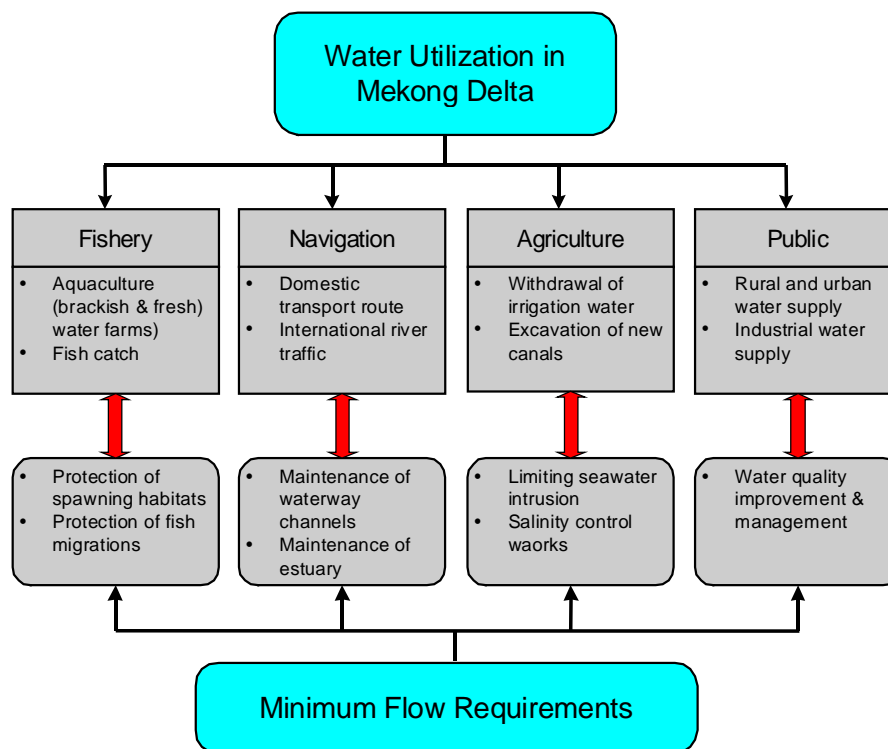 Water Utilization in
Mekong Delta
Fishery
• Aquaculture
(brackish & fresh)
water farms)
• Fish catch
Navigation
• Domestic
transport route
• International river
traffic
Agriculture
• Withdrawal of
irrigation water
• Excavation of new
canals
Public
• Rural and urban
water supply
• Industrial water
supply
• Protection of
spawning habitats
• Protection of fish
migrations
• Maintenance of
waterway
channels
• Maintenance of
estuary
• Limiting seawater
intrusion
• Salinity control
waorks
• Water quality
improvement &
management
Minimum Flow Requirements